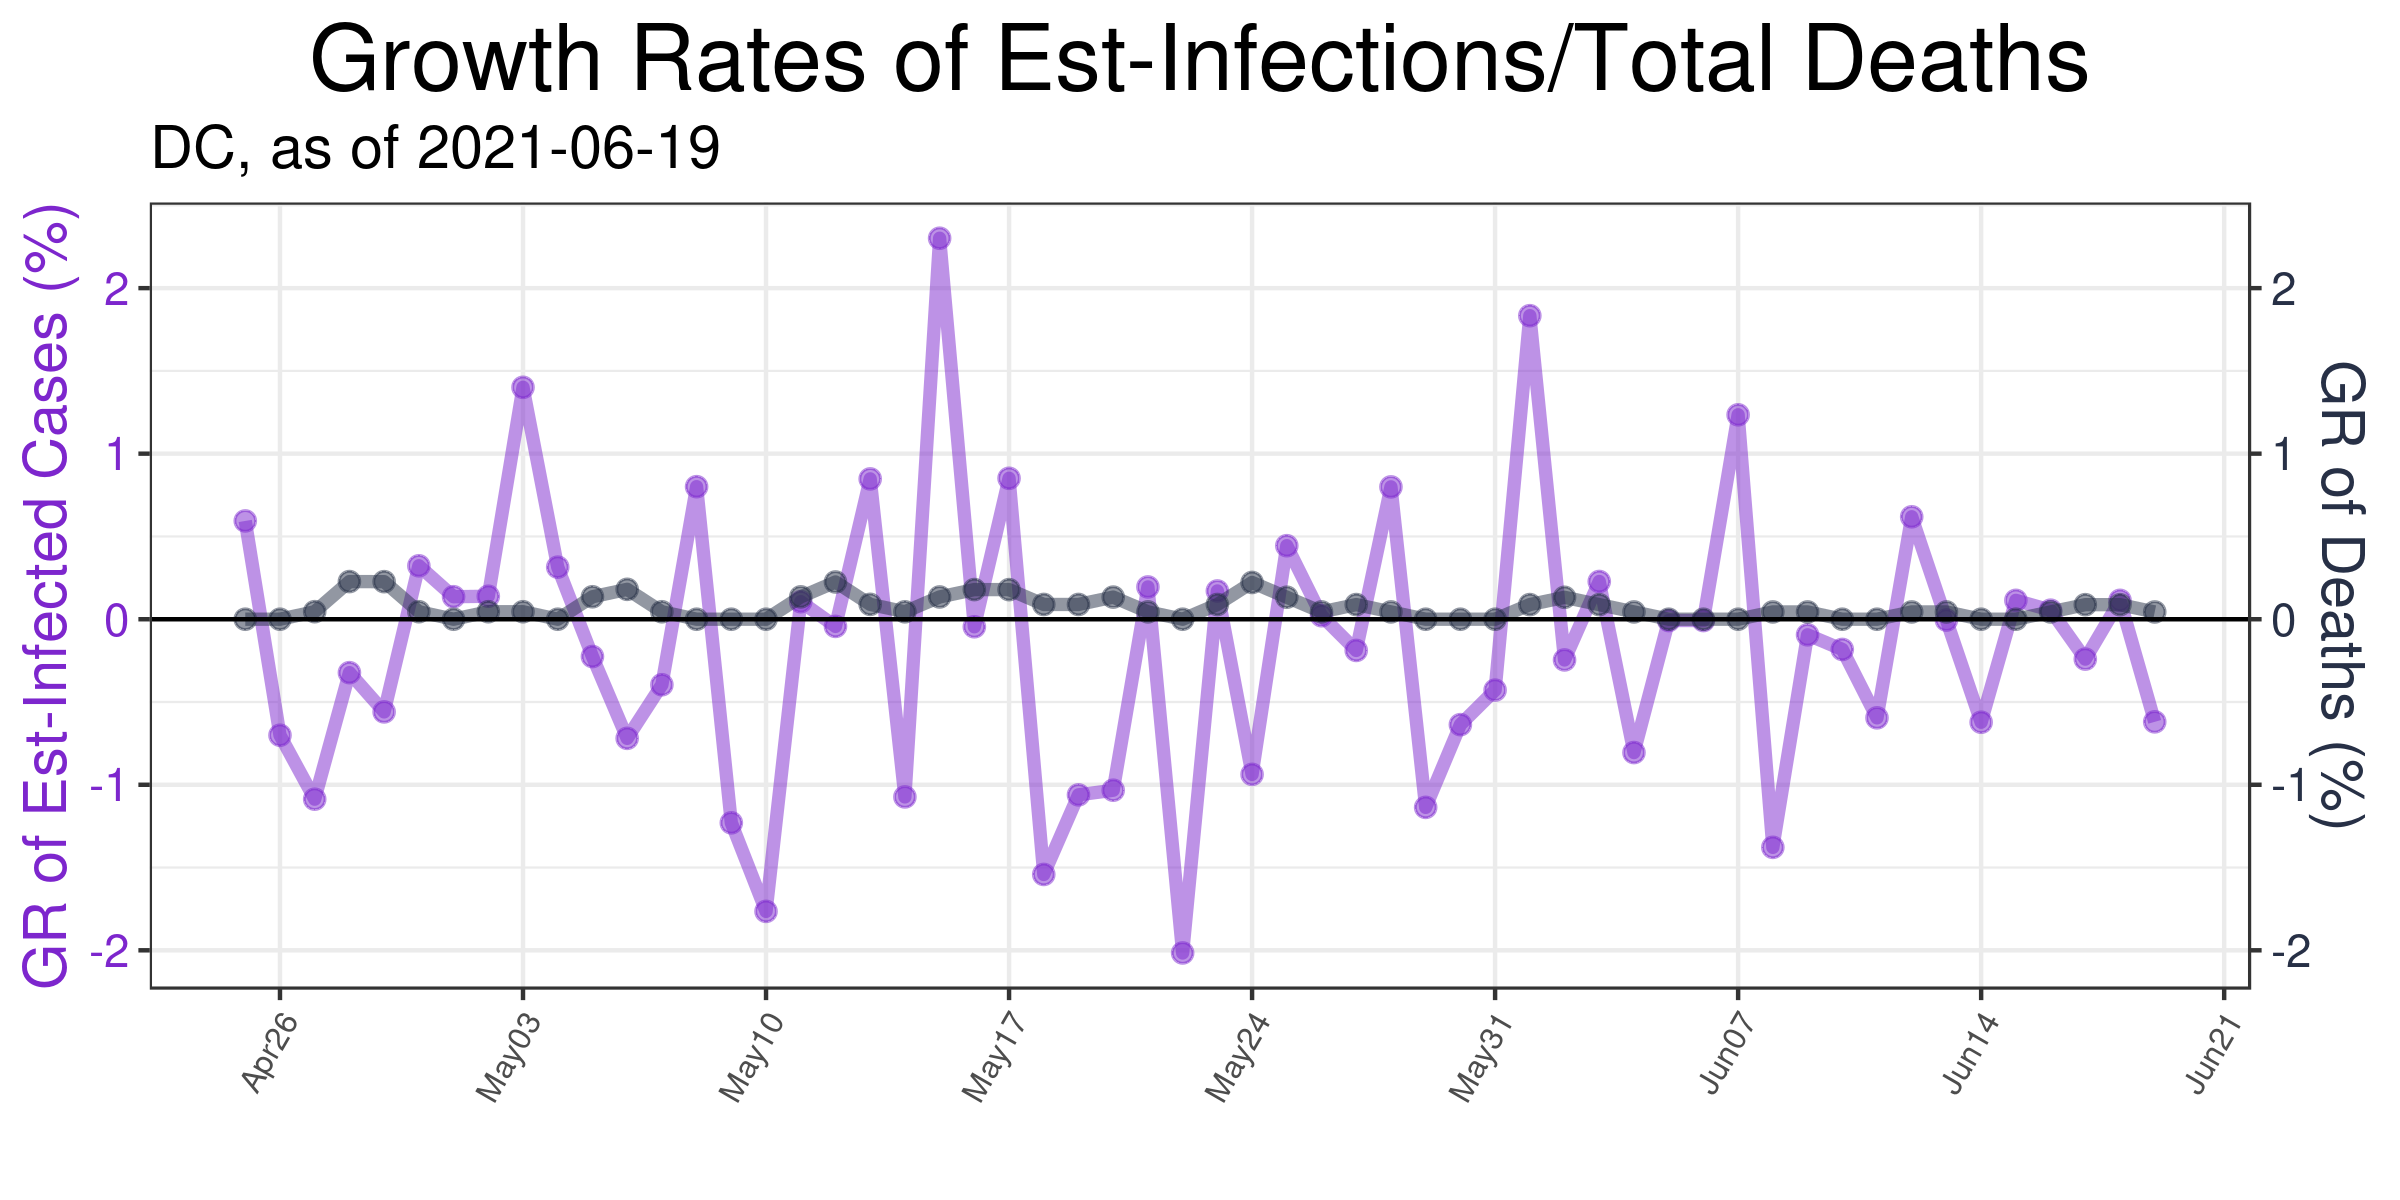 Growth Rates of Est-Infections/Total Deaths
DC, as of 2021-06-19
GR of Est-Infected Cases (%)
2
1
0
-1
-2
2
1
0
-1
-2
GR of Deaths (%)
Apr26
May03
May10
May17
May24
May31
Jun07
Jun14
Jun21